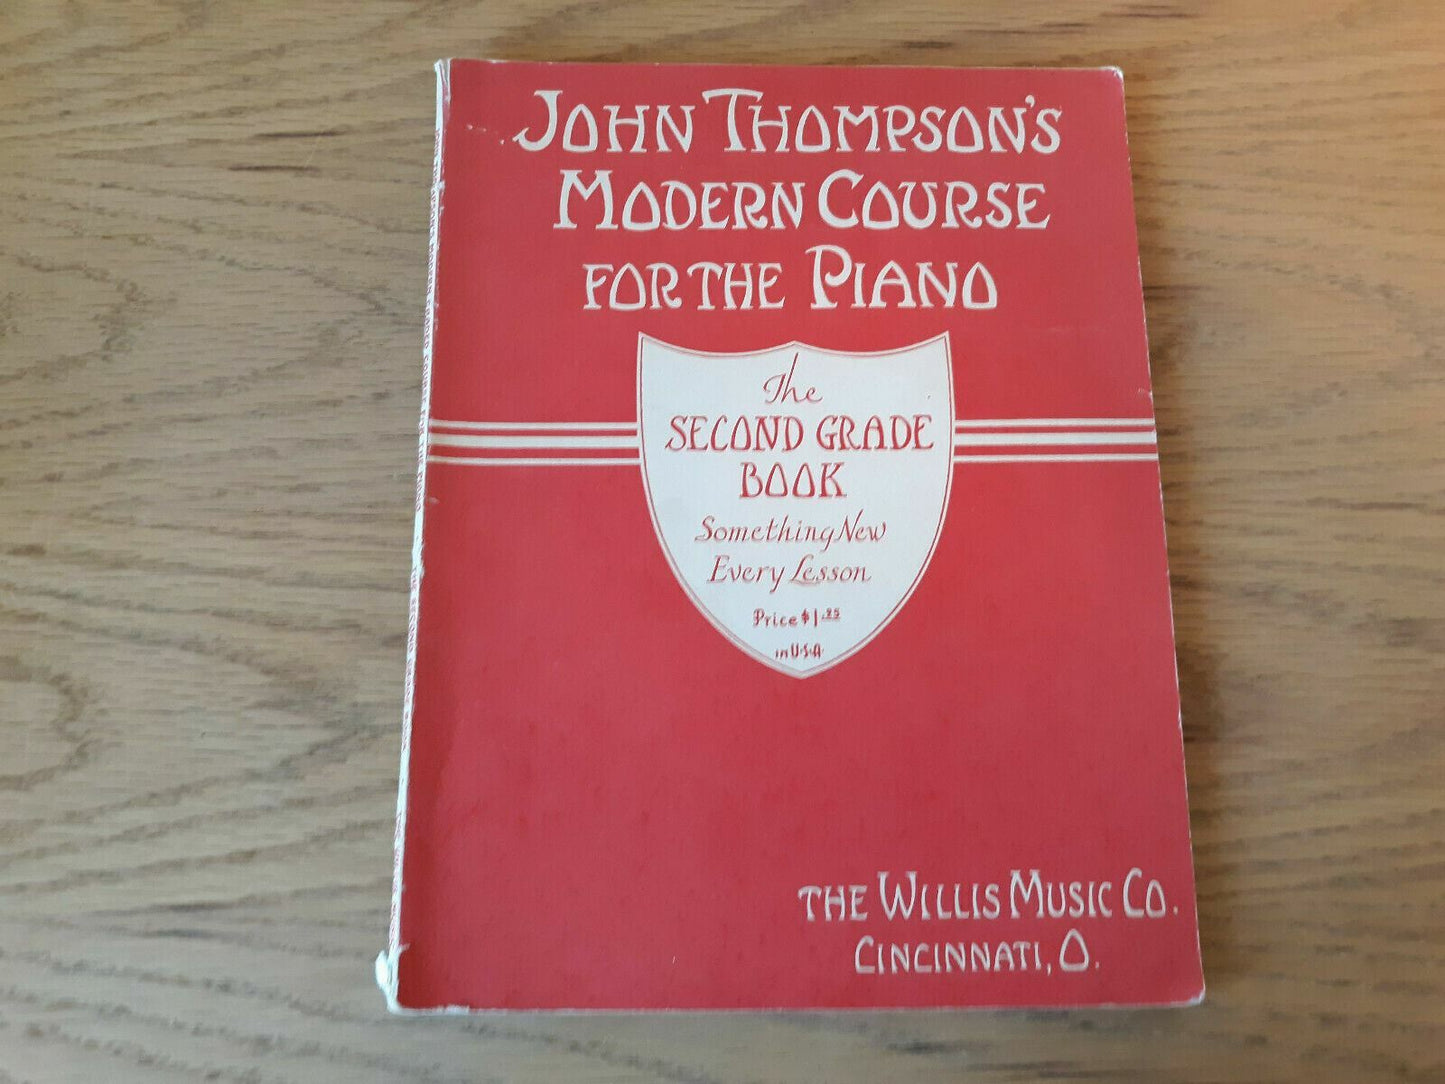 JOHN THOMPSON'S
MODERN COURSE
FOR THE PIANO
The
SECOND GRADE
BOOK
Something New
Every Lesson
Price $1.25
in U.S.A.
THE WILLIS MUSIC CO.
CINCINNATI, O.